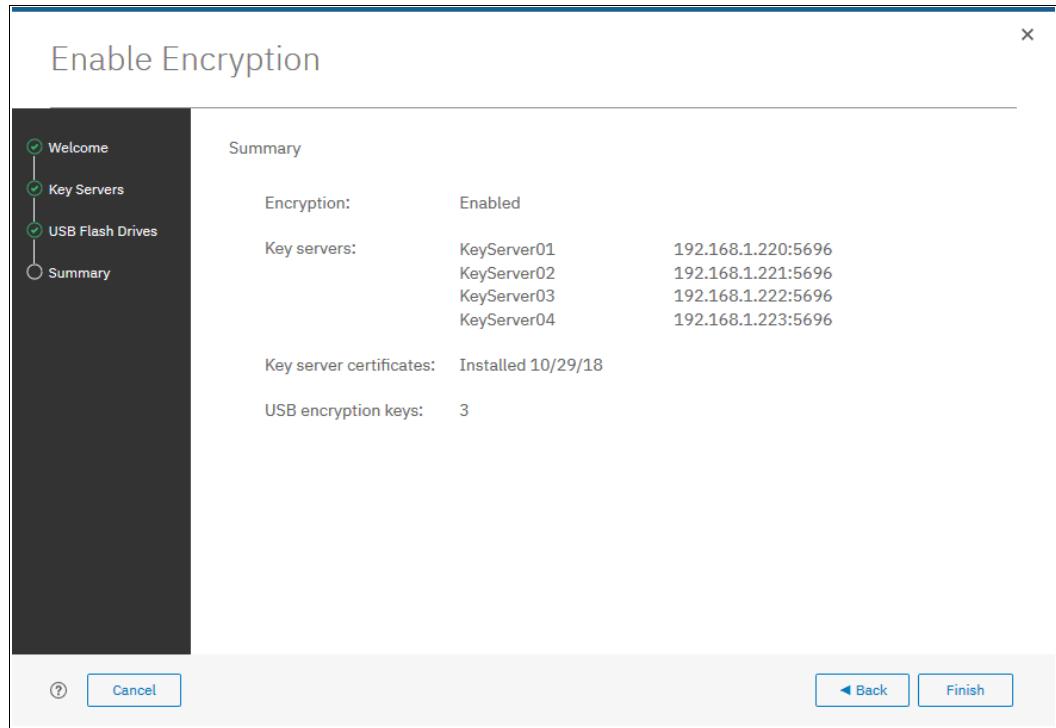 Enable Encryption
×
Welcome
Key Servers
USB Flash Drives
Summary
Summary
Encryption: Enabled
Key servers: KeyServer01 192.168.1.220:5696
KeyServer02 192.168.1.221:5696
KeyServer03 192.168.1.222:5696
KeyServer04 192.168.1.223:5696
Key server certificates: Installed 10/29/18
USB encryption keys: 3
? Cancel ◄ Back Finish